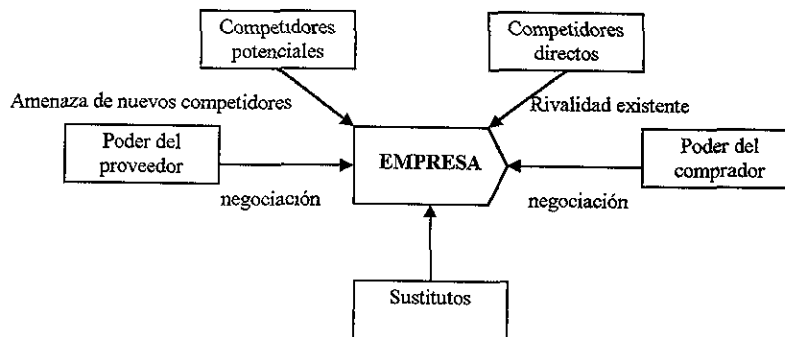 Competidores
potenciales
Competidores
directos
Amenaza de nuevos competidores
Rivalidad existente
Poder del
proveedor
EMPRESA
Poder del
comprador
negociación
negociación
Sustitutos